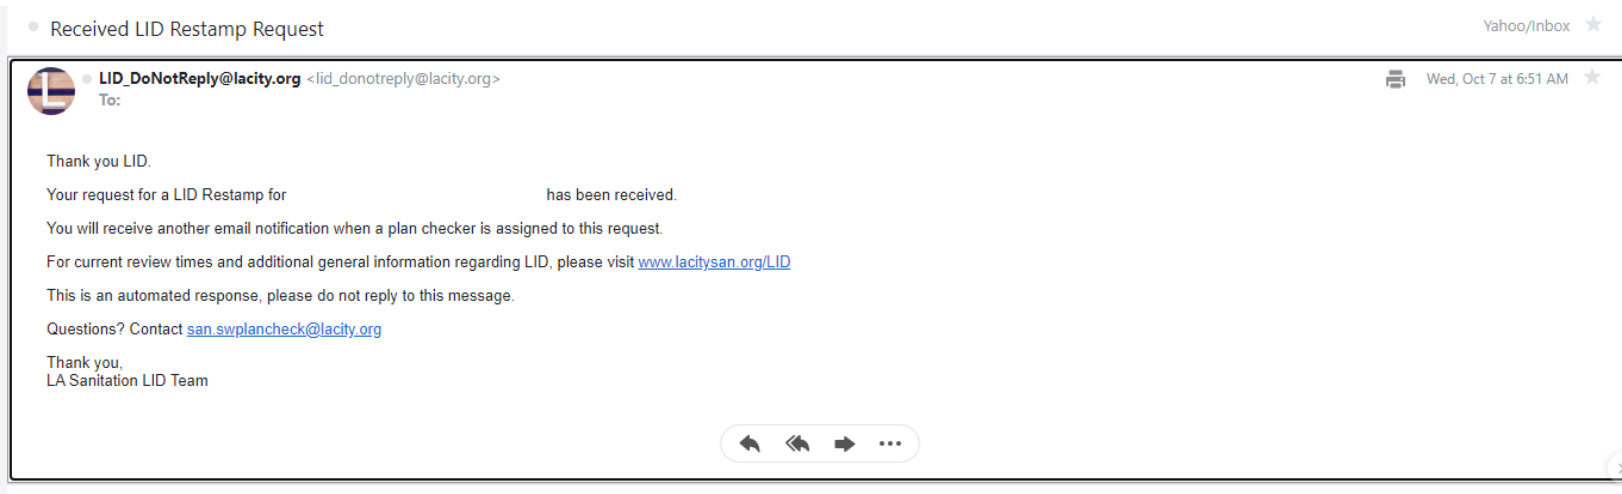 Received LID Restamp Request
Yahoo/Inbox
L
LID_DoNotReply@lacity.org <lid_donotreply@lacity.org>
Wed, Oct 7 at 6:51 AM
To:
Thank you LID.
Your request for a LID Restamp for has been received.
You will receive another email notification when a plan checker is assigned to this request.
For current review times and additional general information regarding LID, please visit www.lacitysan.org/LID
This is an automated response, please do not reply to this message.
Questions? Contact san.swplancheck@lacity.org
Thank you,
LA Sanitation LID Team